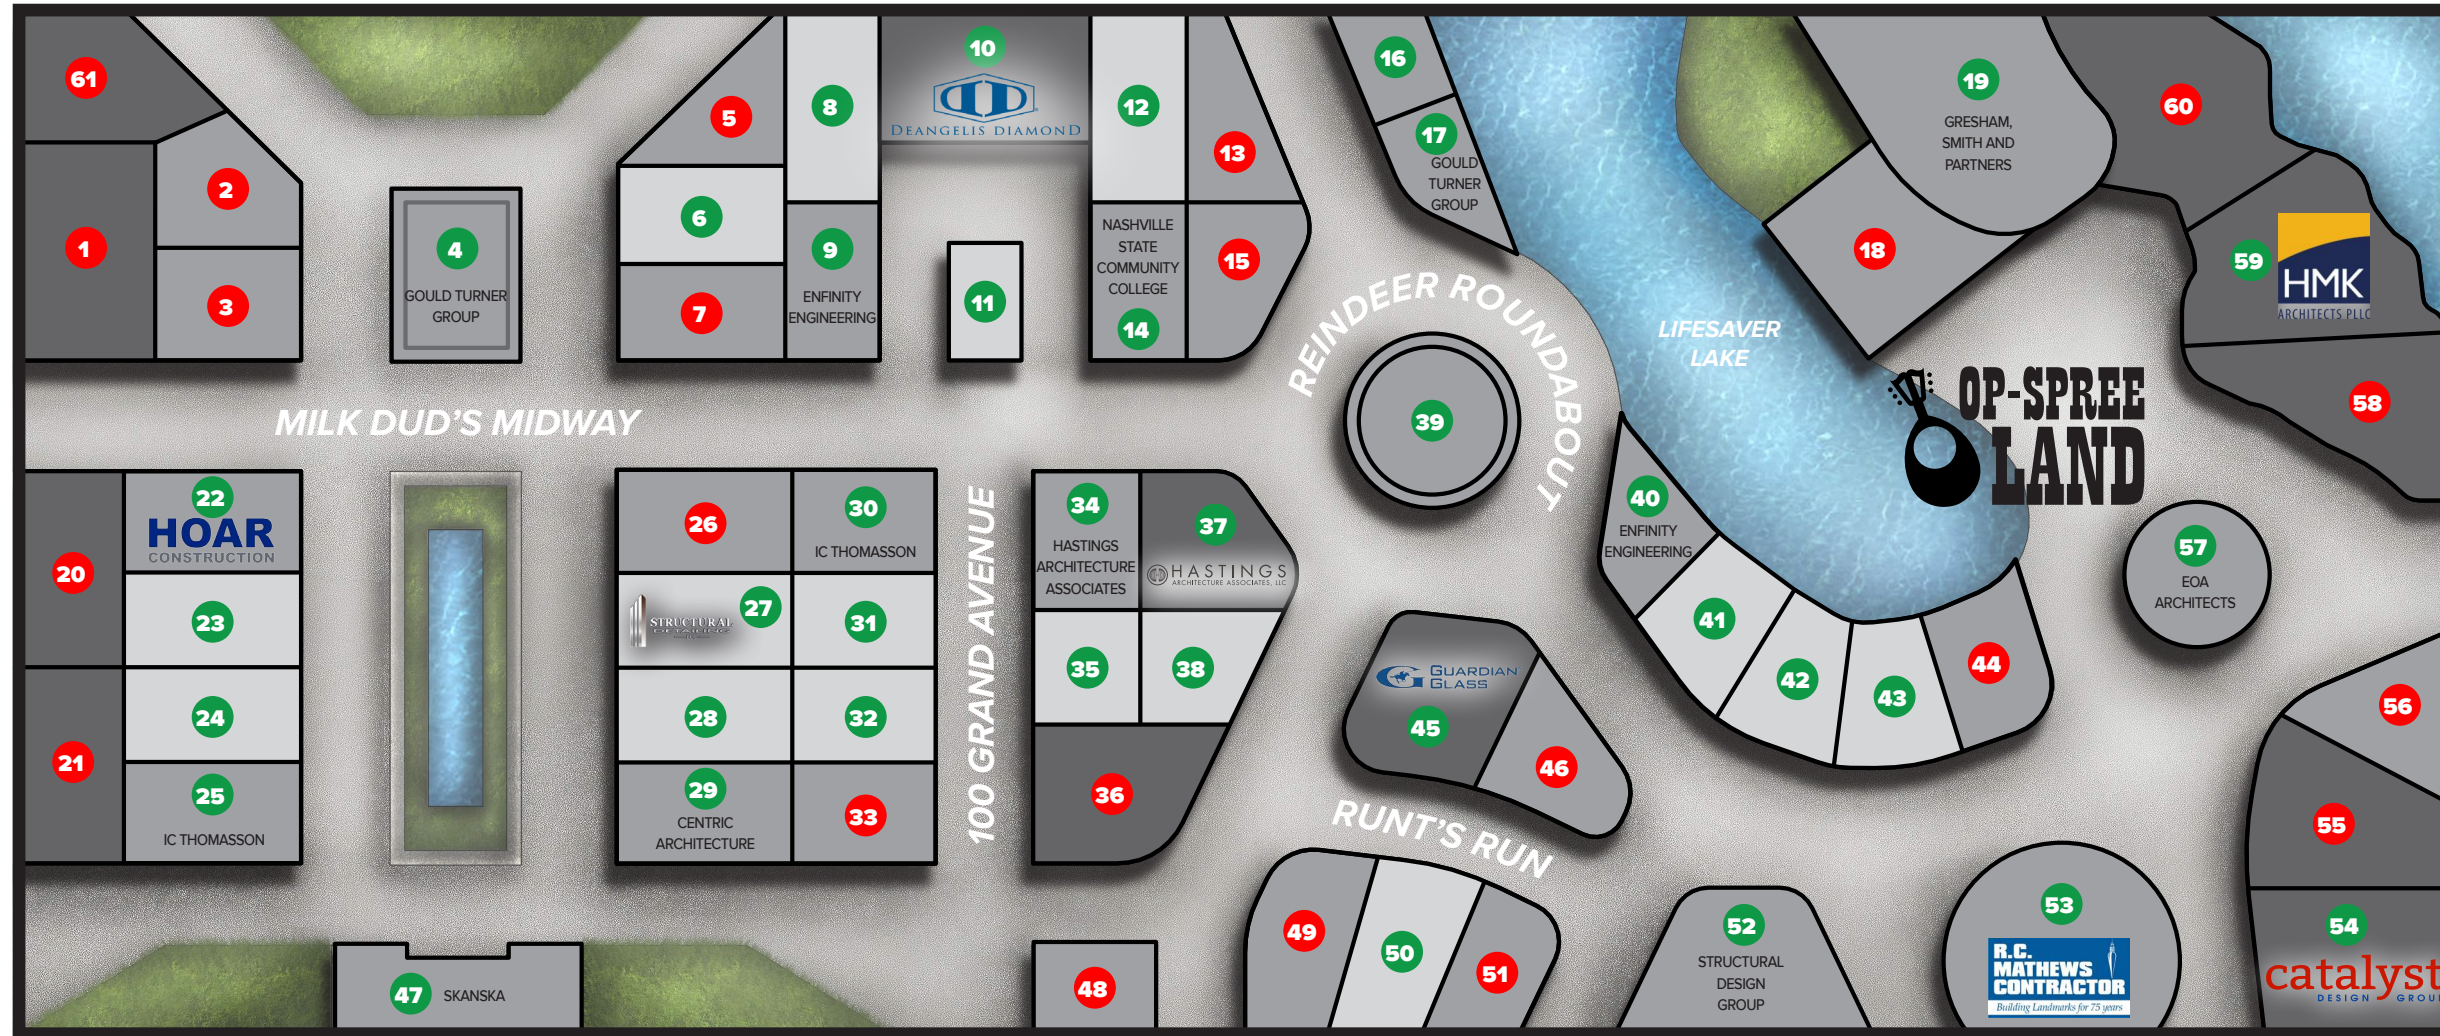 61
1
2
3
4
GOULD TURNER
GROUP
5
6
7
8
9
ENFINITY
ENGINEERING
10
DEANGELIS DIAMOND
11
12
13
NASHVILLE
STATE
COMMUNITY
COLLEGE
14
15
16
17
GOULD
TURNER
GROUP
18
19
GRESHAM,
SMITH AND
PARTNERS
60
59
HMK
ARCHITECTS PLLC
58
LIFESAVER
LAKE
OP-SPREE
LAND
REINDEER ROUNDABOUT
39
MILK DUD'S MIDWAY
20
21
22
HOAR
CONSTRUCTION
23
24
25
IC THOMASSON
26
27
STRUCTURAL
DETAILING
28
29
CENTRIC
ARCHITECTURE
30
IC THOMASSON
31
32
33
100 GRAND AVENUE
34
HASTINGS
ARCHITECTURE
ASSOCIATES
35
36
37
HASTINGS
ARCHITECTURE ASSOCIATES, LLC
38
40
ENFINITY
ENGINEERING
41
42
43
44
G GUARDIAN
GLASS
45
46
RUNT'S RUN
57
EOA
ARCHITECTS
56
55
54
catalyst
DESIGN GROU
47
SKANSKA
48
49
50
51
52
STRUCTURAL
DESIGN
GROUP
53
R.C.
MATHEWS
CONTRACTOR
Building Landmarks for 75 years